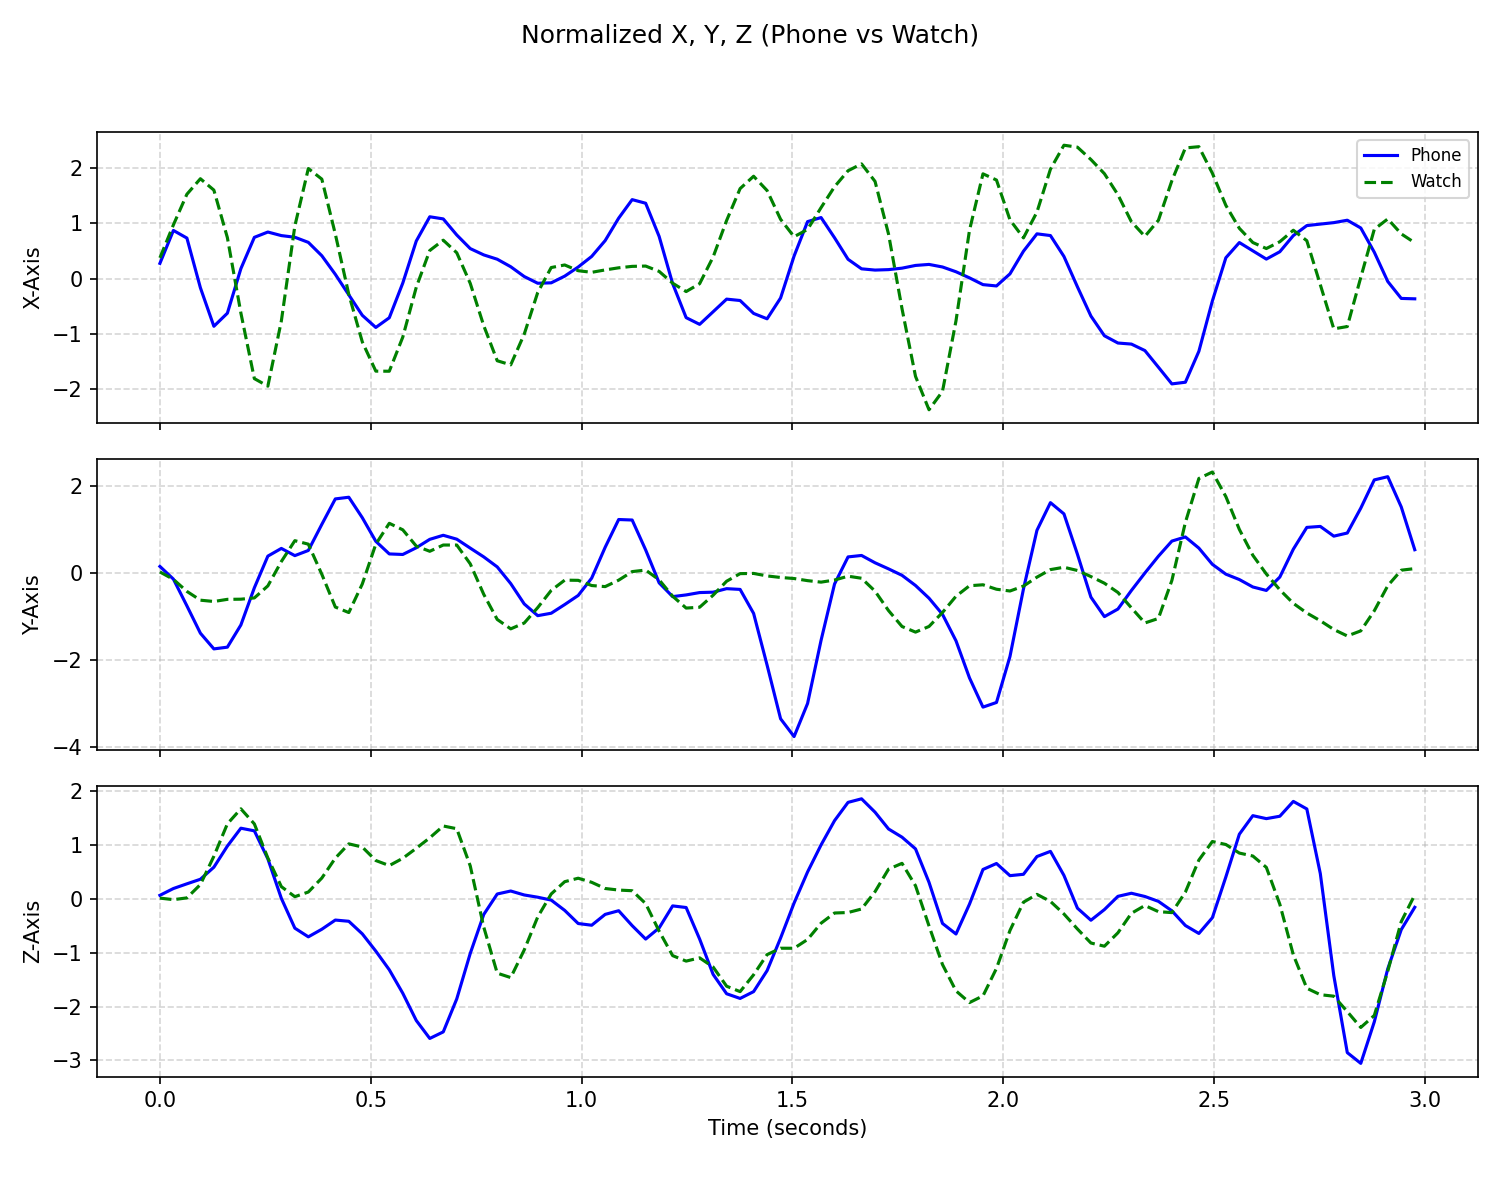 Normalized X, Y, Z (Phone vs Watch)
2
1
0
−1
−2
X-Axis
Phone
Watch
2
0
−2
−4
Y-Axis
2
1
0
−1
−2
−3
Z-Axis
0.0 0.5 1.0 1.5 2.0 2.5 3.0
Time (seconds)